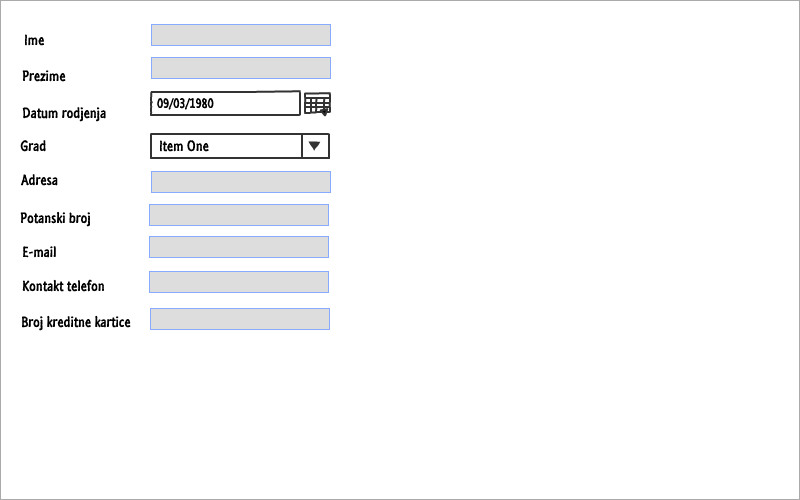 Ime
Prezime
Datum rodjenja 09/03/1980
Grad Item One
Adresa
Potanski broj
E-mail
Kontakt telefon
Broj kreditne kartice